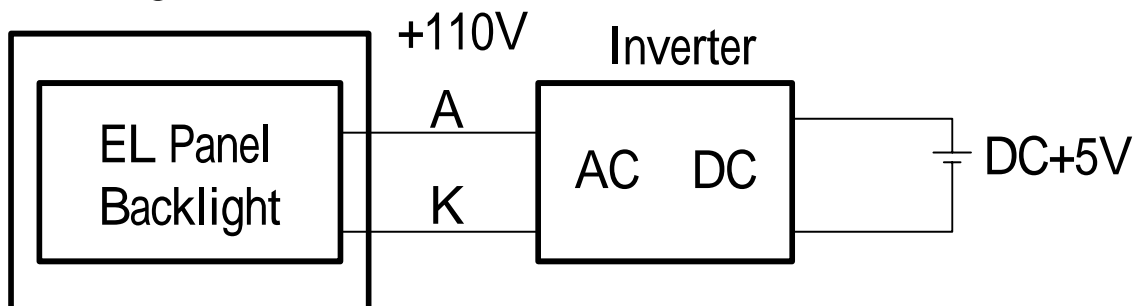 +110V
Inverter
A
EL Panel
Backlight
AC DC
DC+5V
K